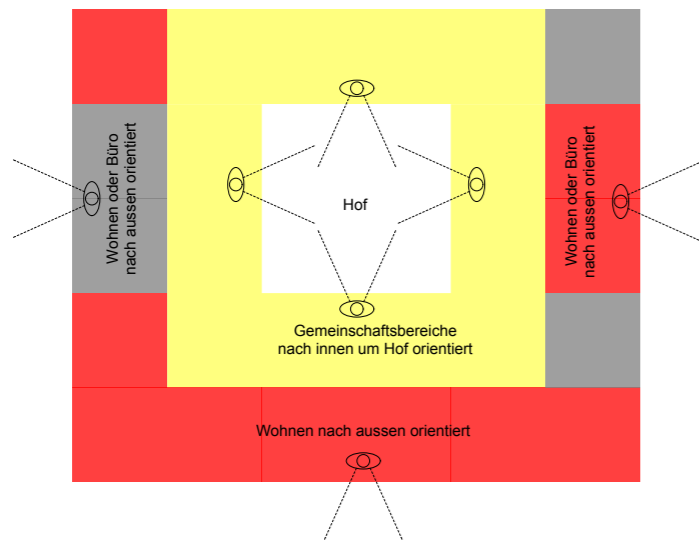 Wohnen oder Büro
nach aussen orientiert
Hof
Wohnen oder Büro
nach aussen orientiert
Gemeinschaftsbereiche
nach innen um Hof orientiert
Wohnen nach aussen orientiert